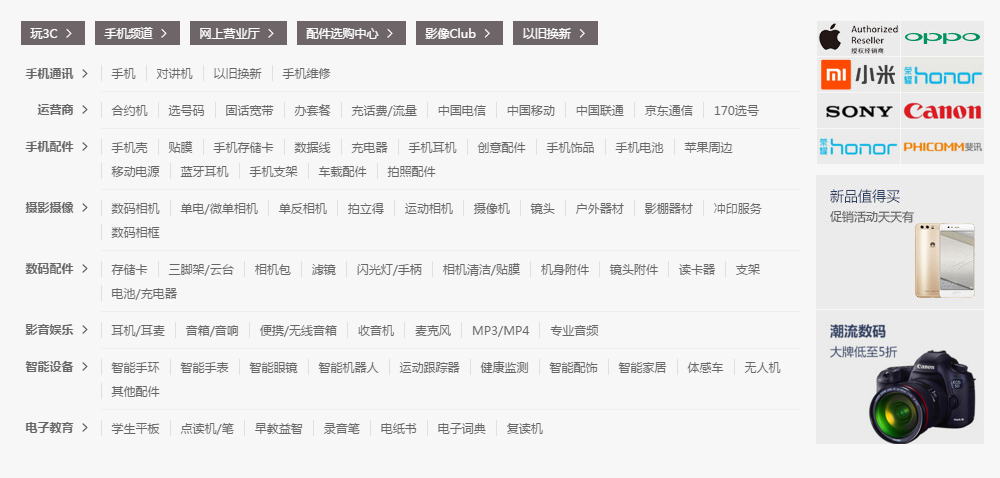 玩3C > 手机频道 > 网上营业厅 > 配件选购中心 > 影像Club > 以旧换新 >
手机通讯 > 手机 对讲机 以旧换新 手机维修
运营商 > 合约机 选号码 固话宽带 办套餐 充话费/流量 中国电信 中国移动 中国联通 京东通信 170选号
手机配件 > 手机壳 贴膜 手机存储卡 数据线 充电器 手机耳机 创意配件 手机饰品 手机电池 苹果周边
移动电源 蓝牙耳机 手机支架 车载配件 拍照配件
摄影摄像 > 数码相机 单电/微单相机 单反相机 拍立得 运动相机 摄像机 镜头 户外器材 影棚器材 冲印服务
数码相框
数码配件 > 存储卡 三脚架/云台 相机包 滤镜 闪光灯/手柄 相机清洁/贴膜 机身附件 镜头附件 读卡器 支架
电池/充电器
影音娱乐 > 耳机/耳麦 音箱/音响 便携/无线音箱 收音机 麦克风 MP3/MP4 专业音频
智能设备 > 智能手环 智能手表 智能眼镜 智能机器人 运动跟踪器 健康监测 智能配饰 智能家居 体感车 无人机
其他配件
电子教育 > 学生平板 点读机/笔 早教益智 录音笔 电纸书 电子词典 复读机
Authorized
Reseller
授权经销商
oppo
mi 小米
荣耀 honor
SONY
Canon
荣耀 honor
PHICOMM 斐讯
新品值得买
促销活动天天有
潮流数码
大牌低至5折
Canon